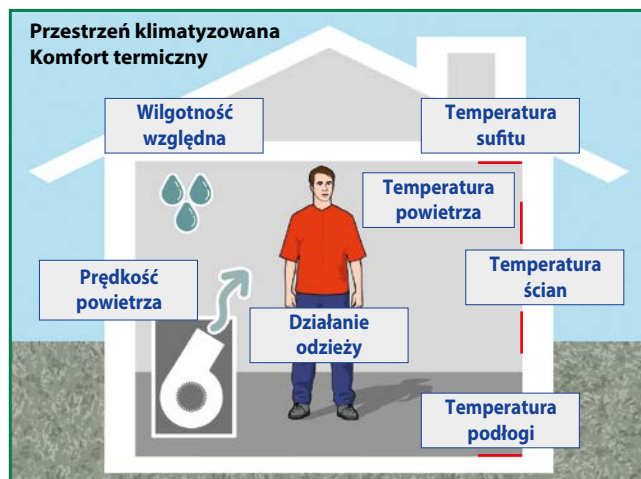 Przestrzeń klimatyzowana
Komfort termiczny
Wilgotność
względna
Temperatura
sufitu
Temperatura
powietrza
Prędkość
powietrza
Temperatura
ścian
Działanie
odzieży
Temperatura
podłogi